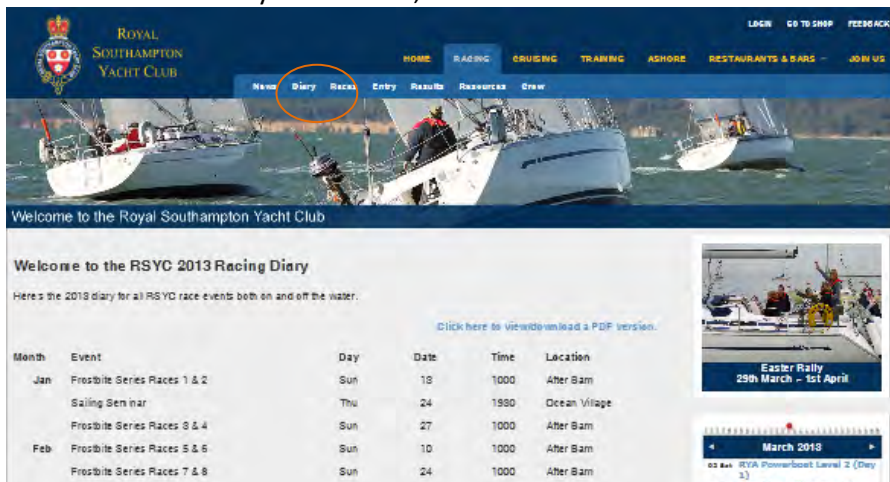 LOGIN GO TO SHOP FEEDBACK
ROYAL
SOUTHAMPTON
YACHT CLUB
HOME RACING CRUISING TRAINING ASHORE RESTAURANTS & BARS JOIN US
News Diary Races Entry Results Resources Crew
Welcome to the Royal Southampton Yacht Club
Welcome to the RSYC 2013 Racing Diary
Here's the 2013 diary for all RSYC race events both on and off the water.
Click here to view/download a PDF version.
Month Event Day Date Time Location
Jan Frostbite Series Races 1 & 2 Sun 13 1000 After Barn
Sailing Seminar Thu 24 1930 Ocean Village
Frostbite Series Races 3 & 4 Sun 27 1000 After Barn
Feb Frostbite Series Races 5 & 6 Sun 10 1000 After Barn
Frostbite Series Races 7 & 8 Sun 24 1000 After Barn
Easter Rally
29th March - 1st April
March 2013
RYA Powerboat Level 2 (Day
1)